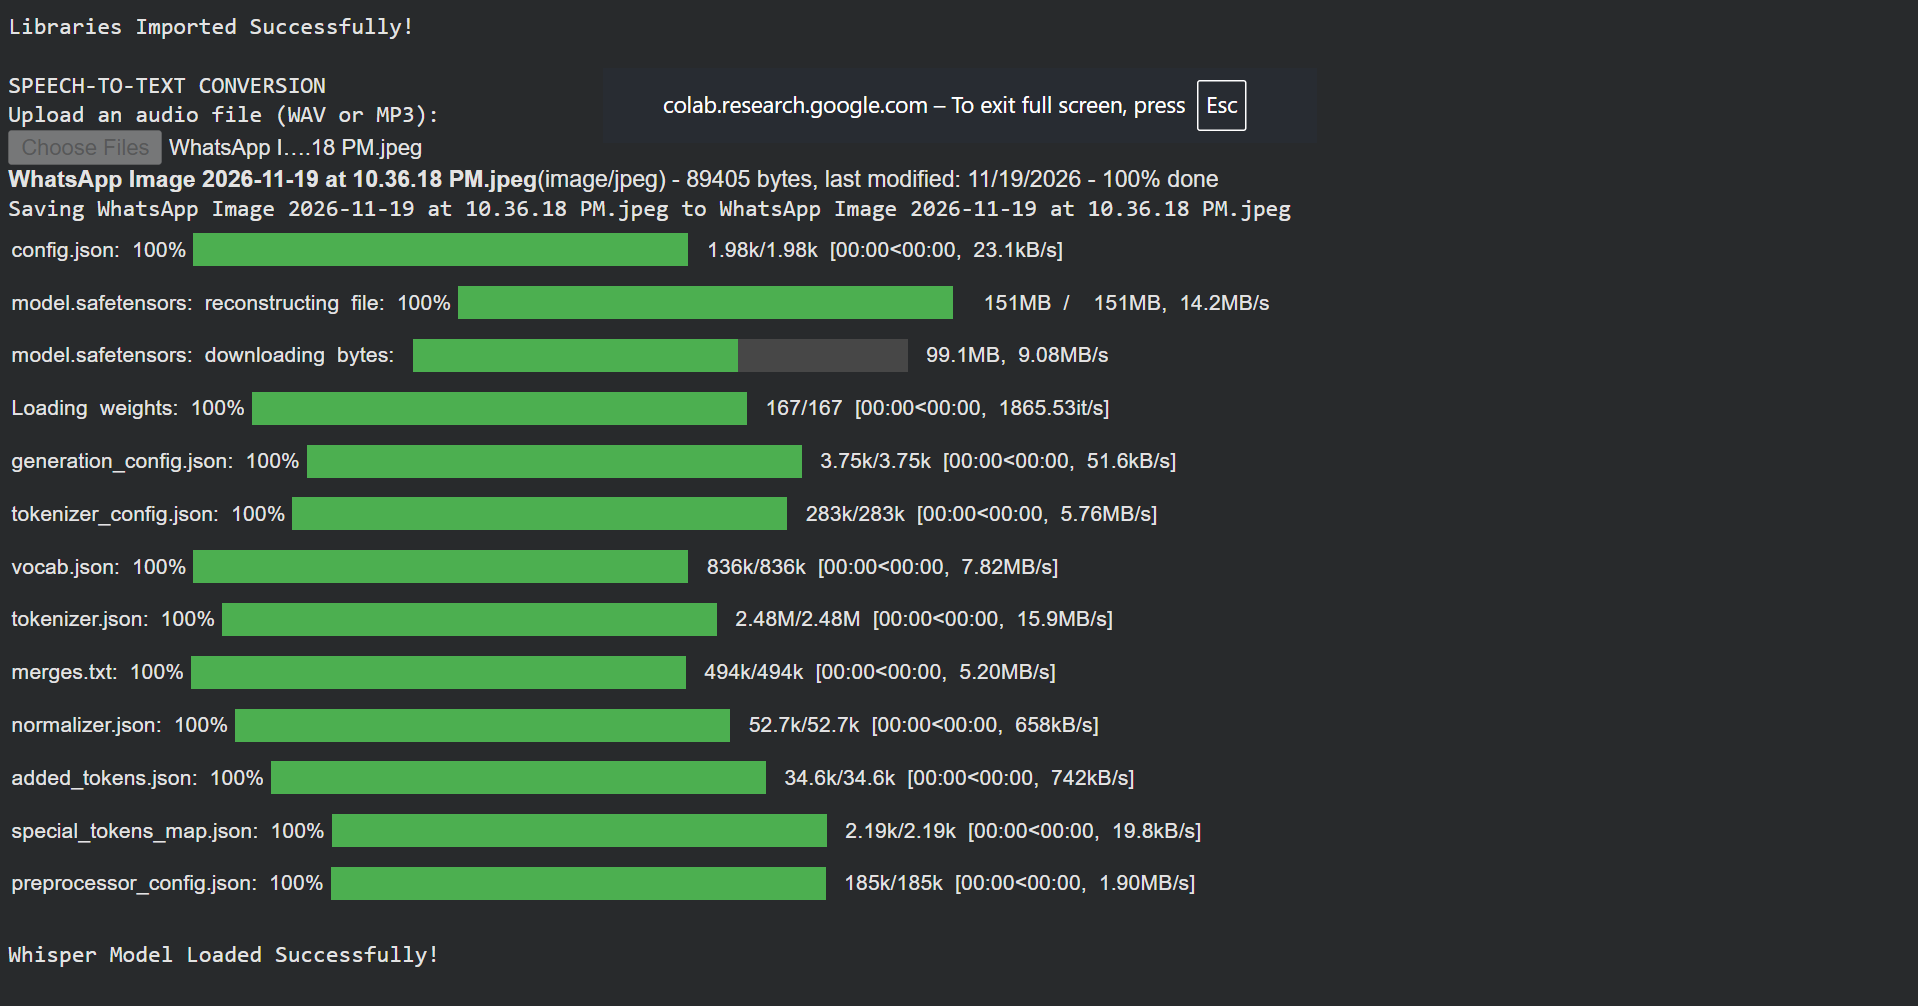 Libraries Imported Successfully!
SPEECH-TO-TEXT CONVERSION
Upload an audio file (WAV or MP3):
colab.research.google.com – To exit full screen, press Esc
Choose Files WhatsApp I....18 PM.jpeg
WhatsApp Image 2026-11-19 at 10.36.18 PM.jpeg(image/jpeg) - 89405 bytes, last modified: 11/19/2026 - 100% done
Saving WhatsApp Image 2026-11-19 at 10.36.18 PM.jpeg to WhatsApp Image 2026-11-19 at 10.36.18 PM.jpeg
config.json: 100% 1.98k/1.98k [00:00<00:00, 23.1kB/s]
model.safetensors: reconstructing file: 100% 151MB / 151MB, 14.2MB/s
model.safetensors: downloading bytes: 99.1MB, 9.08MB/s
Loading weights: 100% 167/167 [00:00<00:00, 1865.53it/s]
generation_config.json: 100% 3.75k/3.75k [00:00<00:00, 51.6kB/s]
tokenizer_config.json: 100% 283k/283k [00:00<00:00, 5.76MB/s]
vocab.json: 100% 836k/836k [00:00<00:00, 7.82MB/s]
tokenizer.json: 100% 2.48M/2.48M [00:00<00:00, 15.9MB/s]
merges.txt: 100% 494k/494k [00:00<00:00, 5.20MB/s]
normalizer.json: 100% 52.7k/52.7k [00:00<00:00, 658kB/s]
added_tokens.json: 100% 34.6k/34.6k [00:00<00:00, 742kB/s]
special_tokens_map.json: 100% 2.19k/2.19k [00:00<00:00, 19.8kB/s]
preprocessor_config.json: 100% 185k/185k [00:00<00:00, 1.90MB/s]
Whisper Model Loaded Successfully!